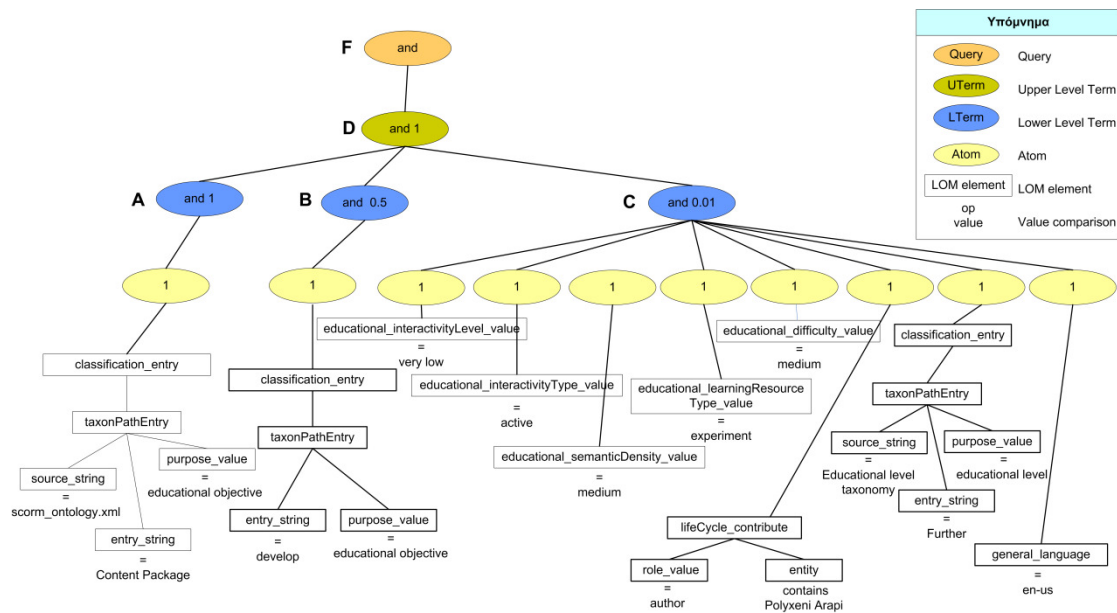 F
and
D
and 1
A
and 1
B
and 0.5
C
and 0.01
1
1
1
1
1
1
1
1
1
1
classification_entry
taxonPathEntry
source_string
=
scorm_ontology.xml
purpose_value
=
educational objective
entry_string
=
Content Package
classification_entry
taxonPathEntry
entry_string
=
develop
purpose_value
=
educational objective
educational_interactivityLevel_value
=
very low
educational_interactivityType_value
=
active
educational_semanticDensity_value
=
medium
educational_learningResource
Type_value
=
experiment
educational_difficulty_value
=
medium
lifeCycle_contribute
role_value
=
author
entity
contains
Polyxeni Arapi
classification_entry
taxonPathEntry
source_string
=
Educational level
taxonomy
purpose_value
=
educational level
entry_string
=
Further
general_language
=
en-us
Υπόμνημα
Query
Query
UTerm
Upper Level Term
LTerm
Lower Level Term
Atom
Atom
LOM element
LOM element
op
value
Value comparison